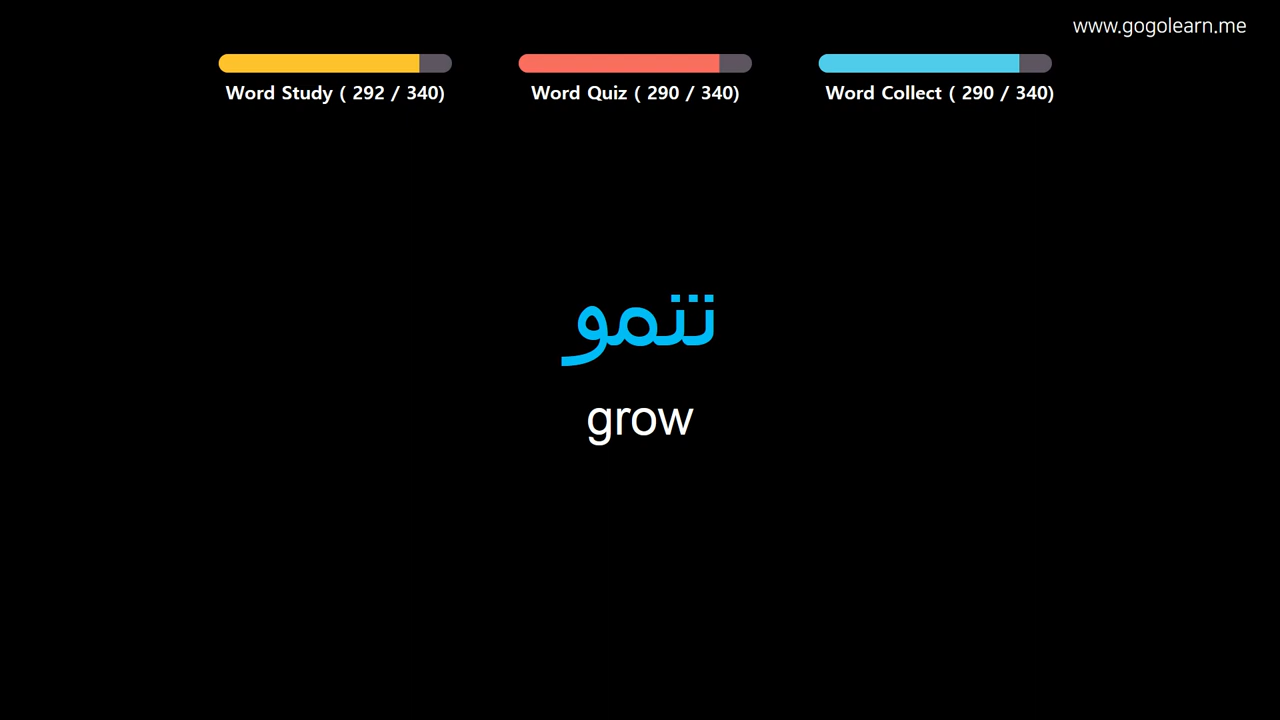 www.gogolearn.me
Word Study ( 292 / 340)
Word Quiz ( 290 / 340)
Word Collect ( 290 / 340)
تنمو
grow